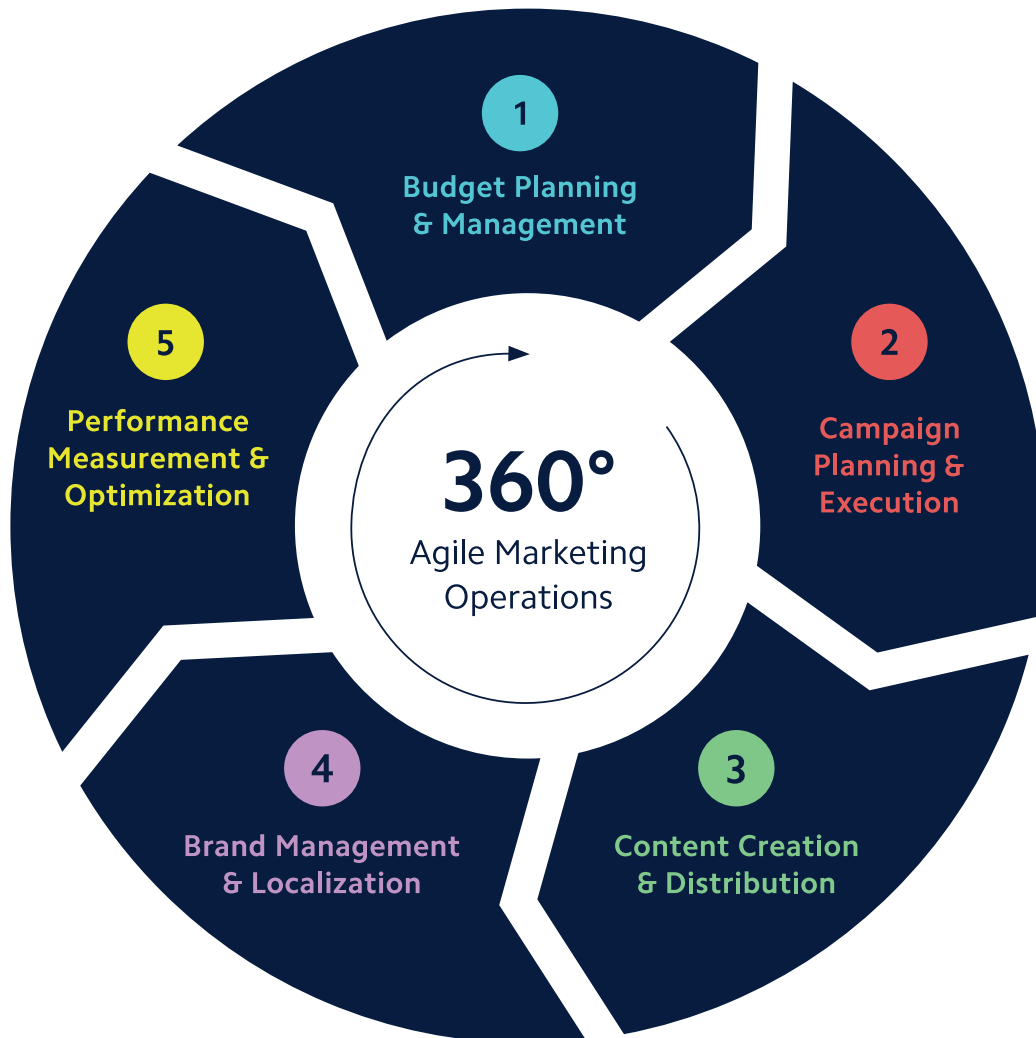 1
Budget Planning
& Management
2
Campaign
Planning &
Execution
3
Content Creation
& Distribution
4
Brand Management
& Localization
5
Performance
Measurement &
Optimization
360°
Agile Marketing
Operations